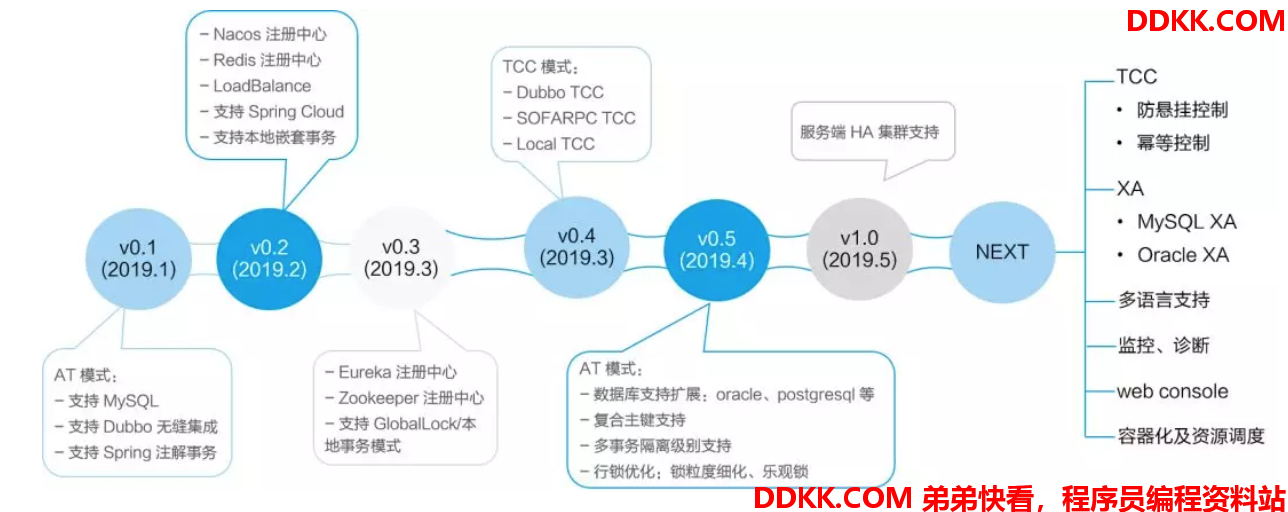 DDKK.COM
– Nacos 注册中心
– Redis 注册中心
– LoadBalance
– 支持 Spring Cloud
– 支持本地嵌套事务
TCC 模式：
– Dubbo TCC
– SOFARPC TCC
– Local TCC
服务端 HA 集群支持
v0.1
(2019.1)
v0.2
(2019.2)
v0.3
(2019.3)
v0.4
(2019.3)
v0.5
(2019.4)
v1.0
(2019.5)
NEXT
AT 模式：
– 支持 MySQL
– 支持 Dubbo 无缝集成
– 支持 Spring 注解事务
– Eureka 注册中心
– Zookeeper 注册中心
– 支持 GlobalLock/本
地事务模式
AT 模式：
– 数据库支持扩展：oracle、postgresql 等
– 复合主键支持
– 多事务隔离级别支持
– 行锁优化；锁粒度细化、乐观锁
TCC
• 防悬挂控制
• 幂等控制
XA
• MySQL XA
• Oracle XA
多语言支持
监控、诊断
web console
容器化及资源调度
DDKK.COM 弟弟快看，程序员编程资料站